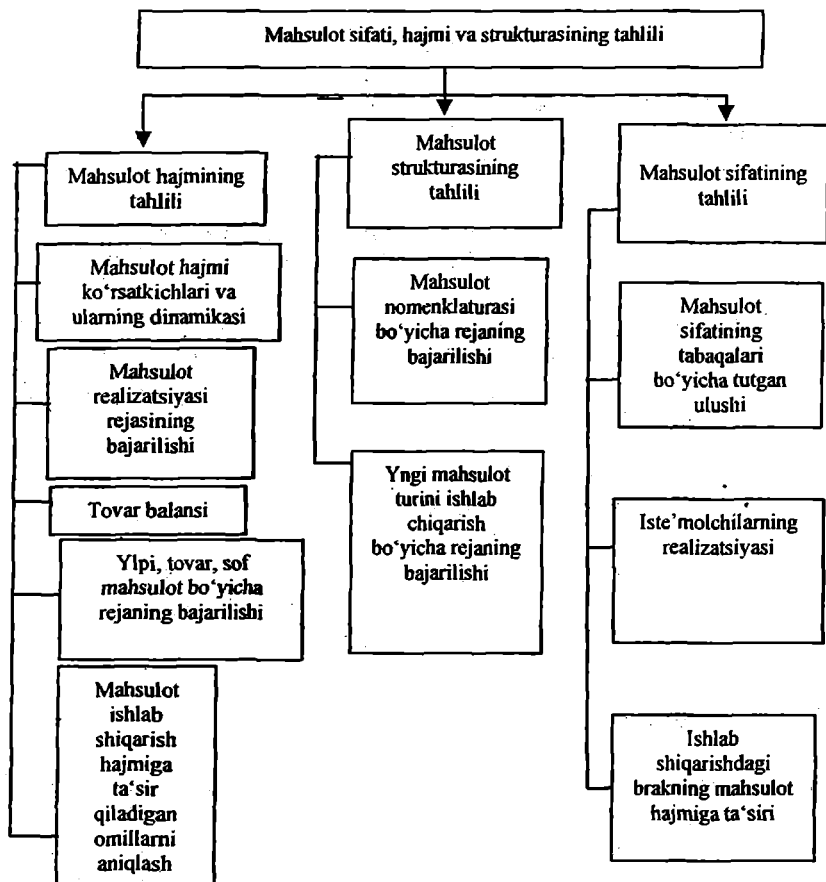 Mahsulot sifati, hajmi va strukturasining tahlili
Mahsulot hajmining
tahlili
Mahsulot hajmi
ko‘rsatkichlari va
ularning dinamikasi
Mahsulot
realizatsiyasi
rejasining
bajarilishi
Tovar balansi
Ylpi, tovar, sof
mahsulot bo‘yicha
rejaning bajarilishi
Mahsulot
ishlab
shiqarish
hajmiga
ta‘sir
qiladigan
omillarni
aniqlash
Mahsulot
strukturasining
tahlili
Mahsulot
nomenklaturasi
bo‘yicha rejaning
bajarilishi
Yngi mahsulot
turini ishlab
chiqarish
bo‘yicha rejaning
bajarilishi
Mahsulot sifatining
tahlili
Mahsulot
sifatining
tabaqalari
bo‘yicha tutgan
ulushi
Iste’molchilarning
realizatsiyasi
Ishlab
shiqarishdagi
brakning mahsulot
hajmiga ta‘siri